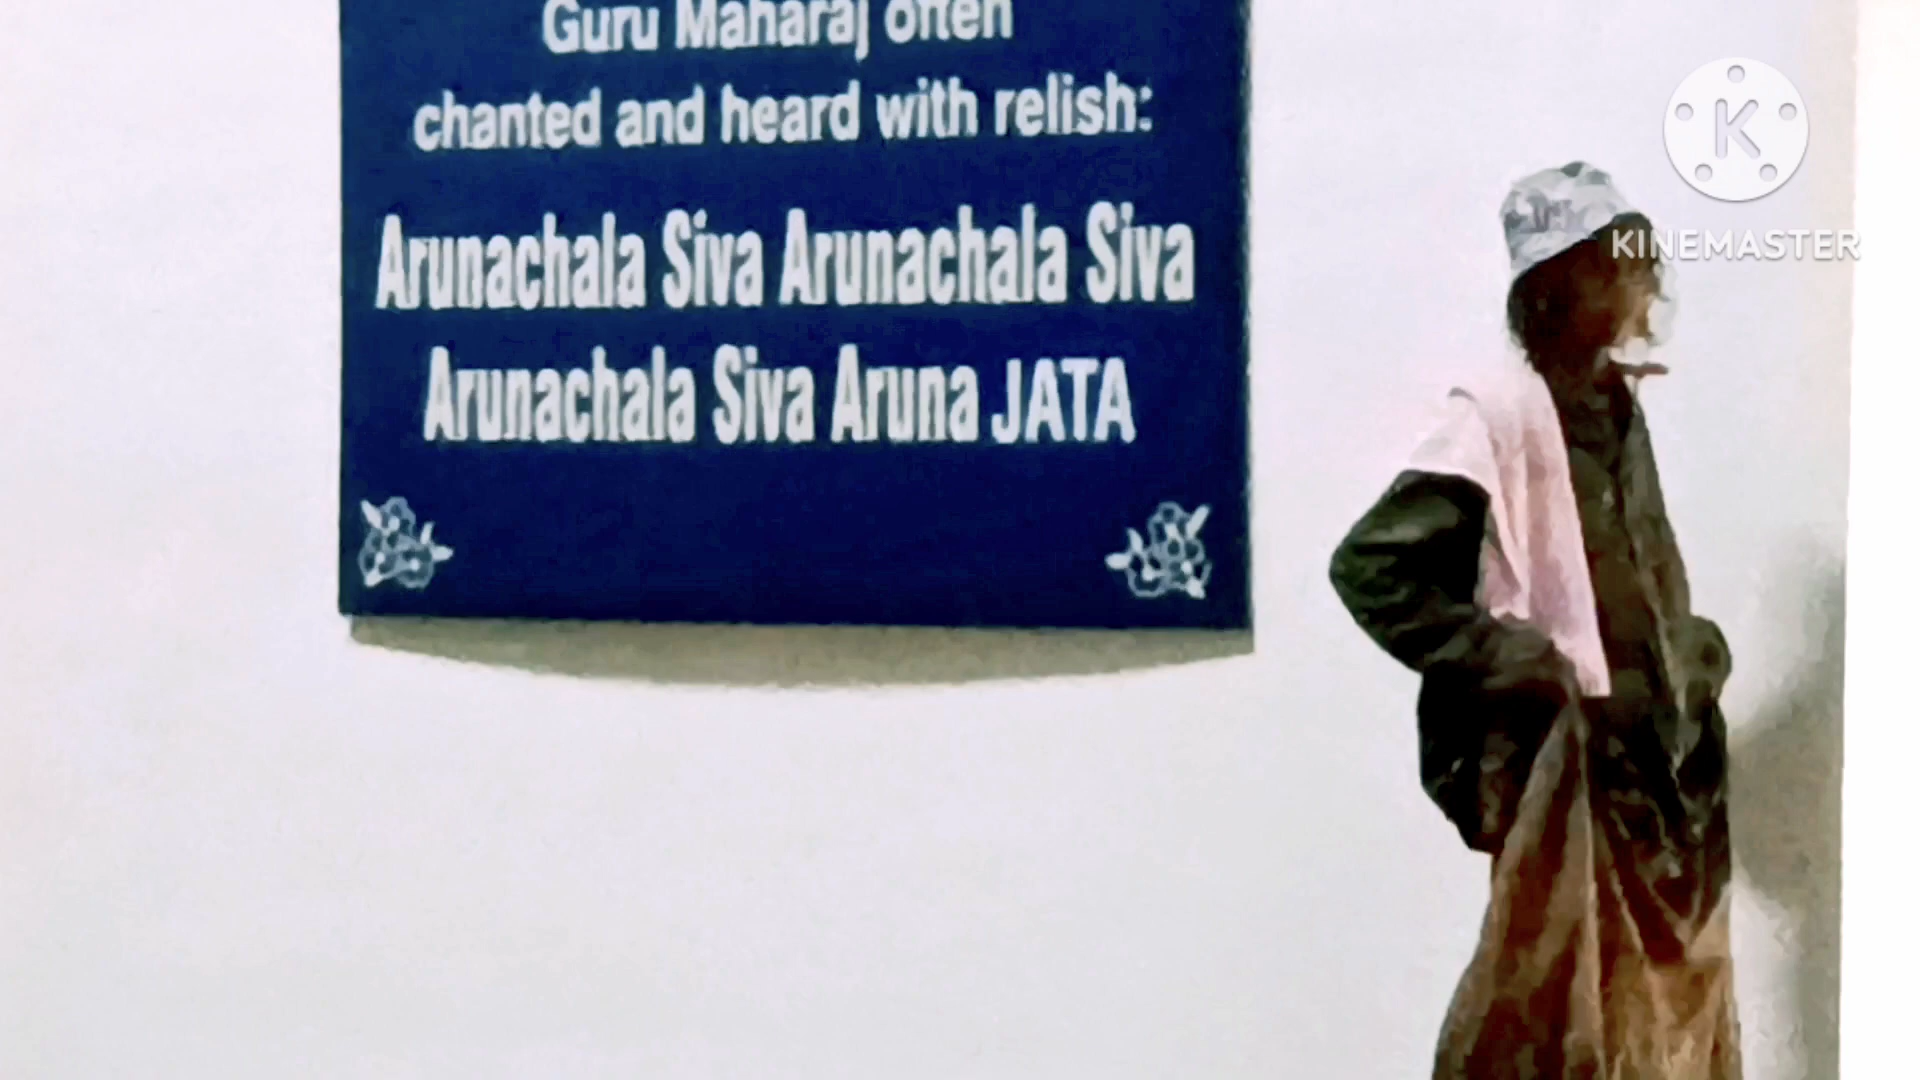 Guru Maharaj often
chanted and heard with relish:
Arunachala Siva Arunachala Siva
Arunachala Siva Aruna JATA
K
KINEMASTER